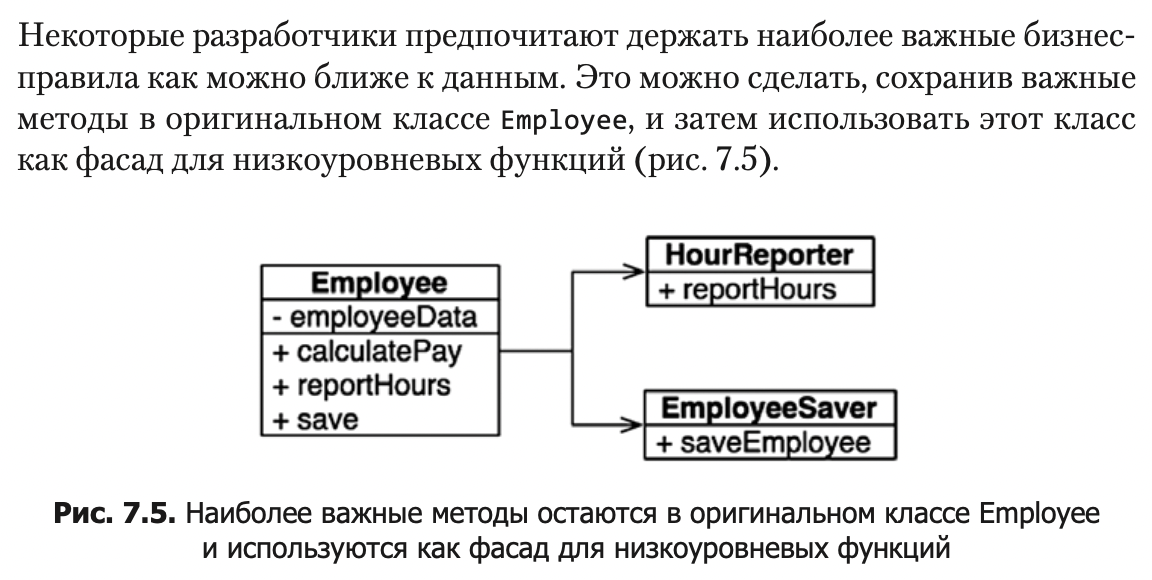 Некоторые разработчики предпочитают держать наиболее важные бизнес-
правила как можно ближе к данным. Это можно сделать, сохранив важные
методы в оригинальном классе Employee, и затем использовать этот класс
как фасад для низкоуровневых функций (рис. 7.5).
Employee
- employeeData
+ calculatePay
+ reportHours
+ save
HourReporter
+ reportHours
EmployeeSaver
+ saveEmployee
Рис. 7.5. Наиболее важные методы остаются в оригинальном классе Employee
и используются как фасад для низкоуровневых функций